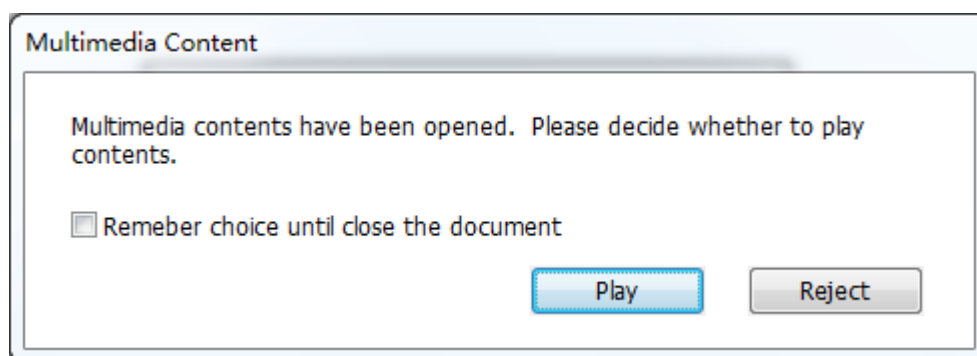 Multimedia Content
Multimedia contents have been opened.  Please decide whether to play
contents.
Remeber choice until close the document
Play
Reject